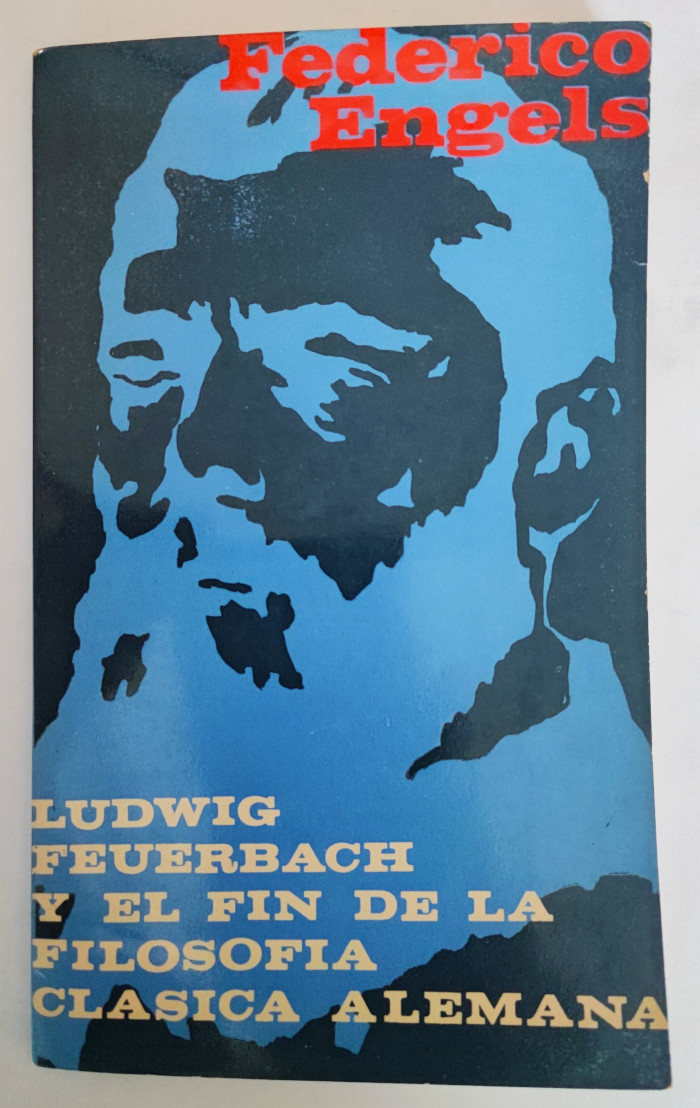 Federico
Engels
LUDWIG
FEUERBACH
Y EL FIN DE LA
FILOSOFIA
CLASICA ALEMANA